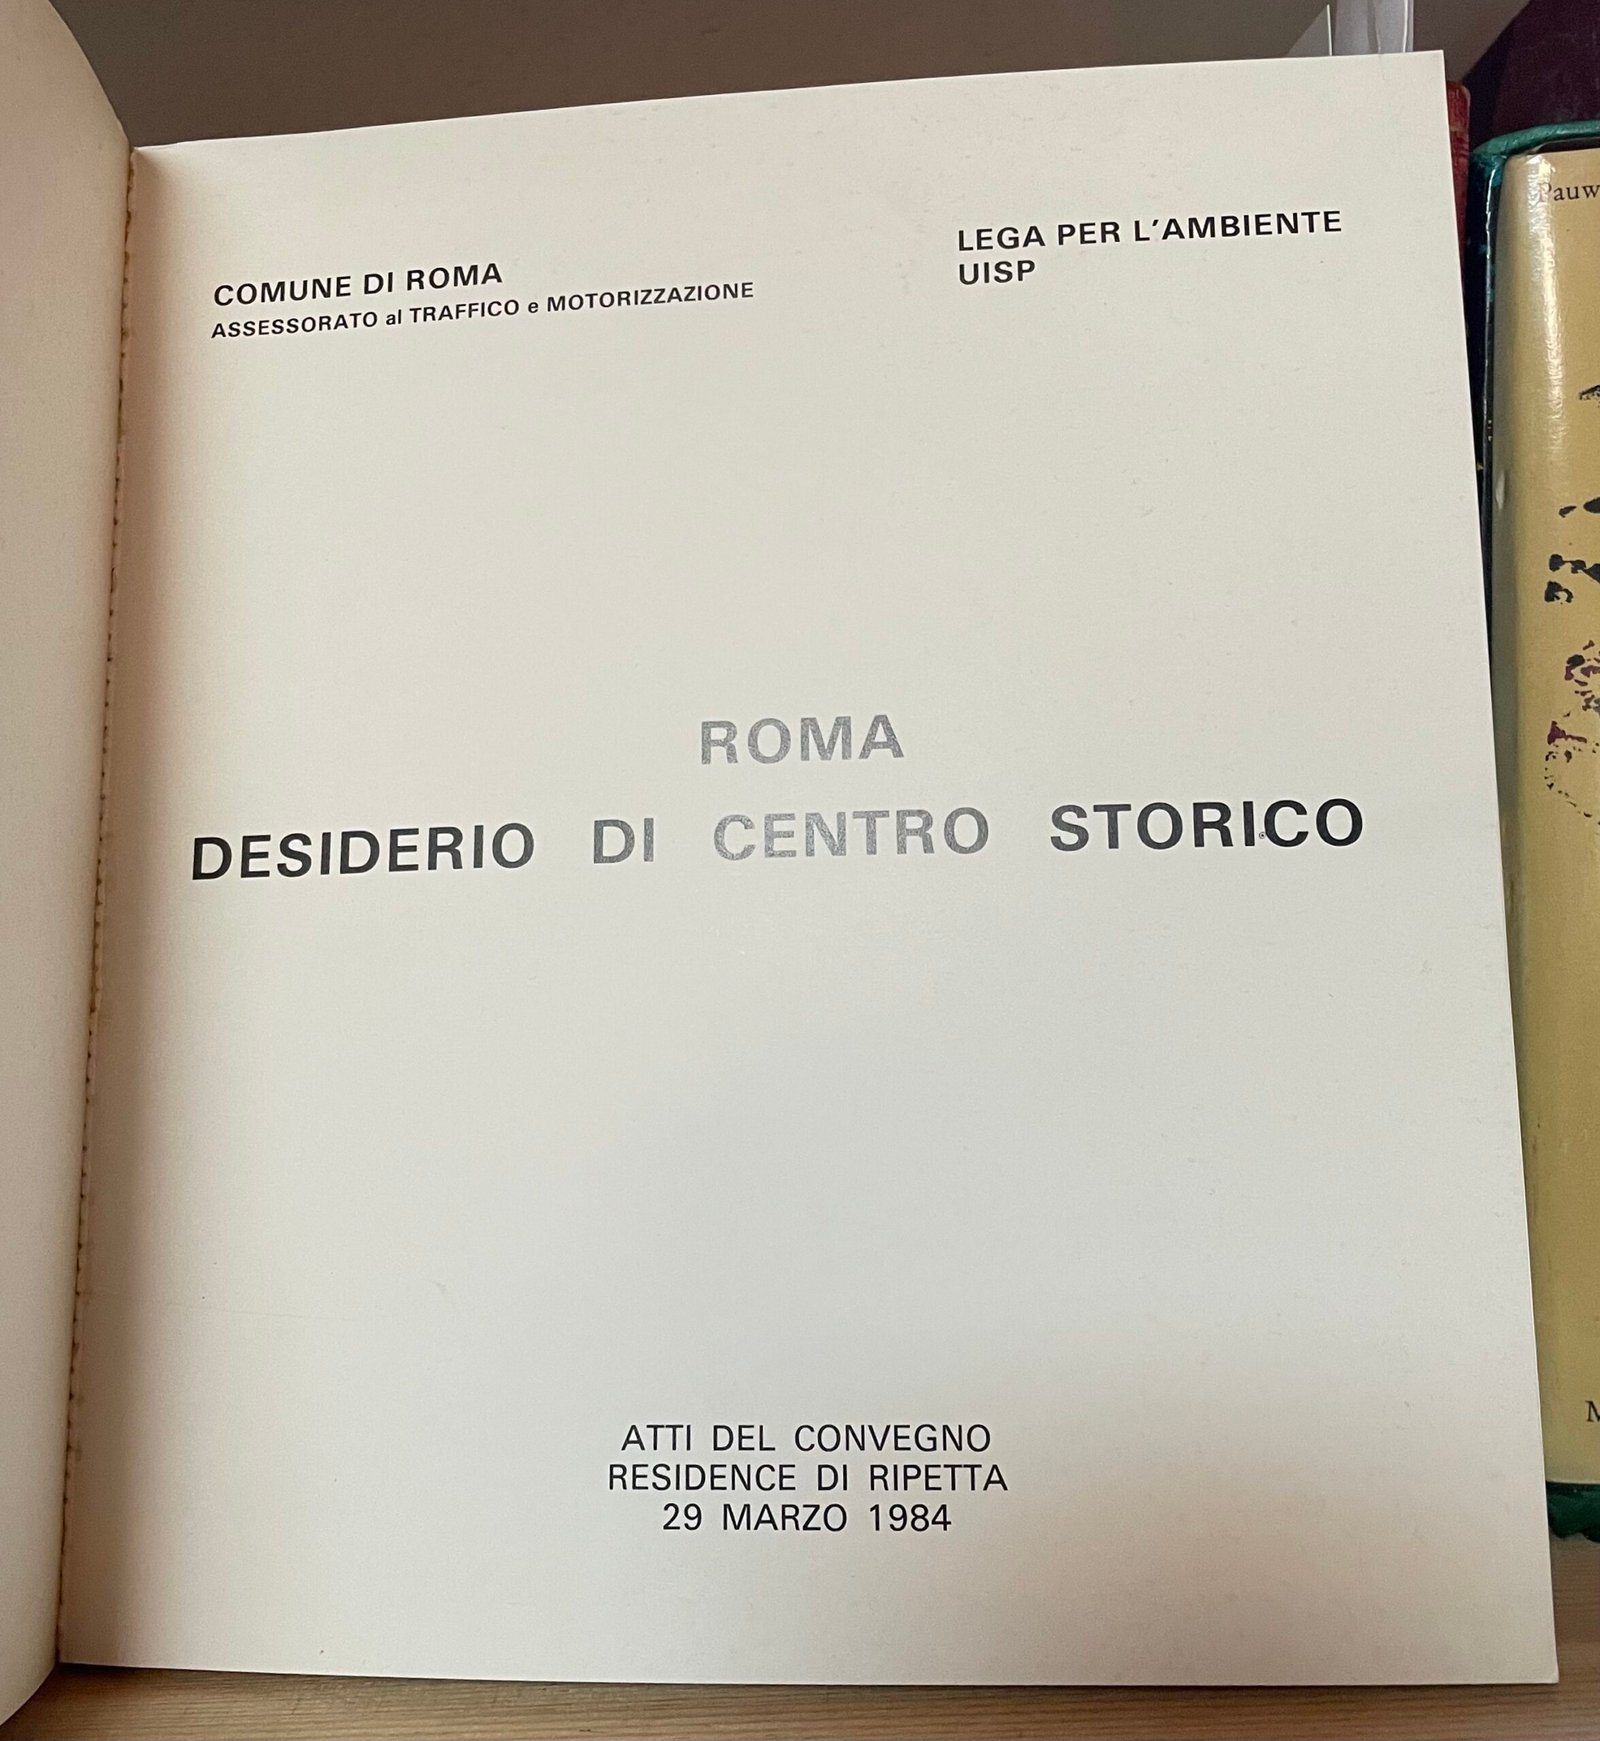 COMUNE DI ROMA
ASSESSORATO al TRAFFICO e MOTORIZZAZIONE
LEGA PER L'AMBIENTE
UISP
ROMA
DESIDERIO DI CENTRO STORICO
ATTI DEL CONVEGNO
RESIDENCE DI RIPETTA
29 MARZO 1984